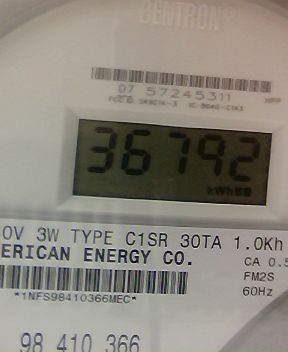 CENTRON®
07 57245311
36792
kWh
0V 3W TYPE C1SR 30TA 1.0Kh
ERICAN ENERGY CO.
CA 0.5
FM2S
60Hz
*1NFS98410366MEC*
98 410 366